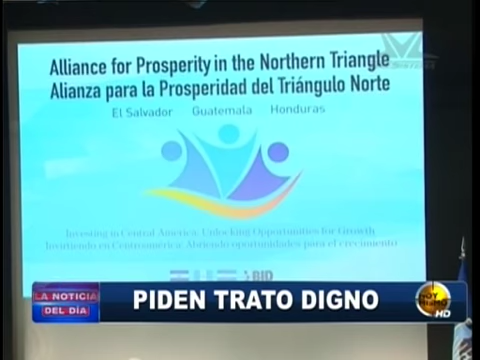 Alliance for Prosperity in the Northern Triangle
Alianza para la Prosperidad del Triángulo Norte
El Salvador Guatemala Honduras
Investing in Central America: Unlocking Opportunities for Growth
Invirtiendo en Centroamérica: Abriendo oportunidades para el crecimiento
BID
LA NOTICIA
DEL DÍA
PIDEN TRATO DIGNO
HOY
MISMO
HD